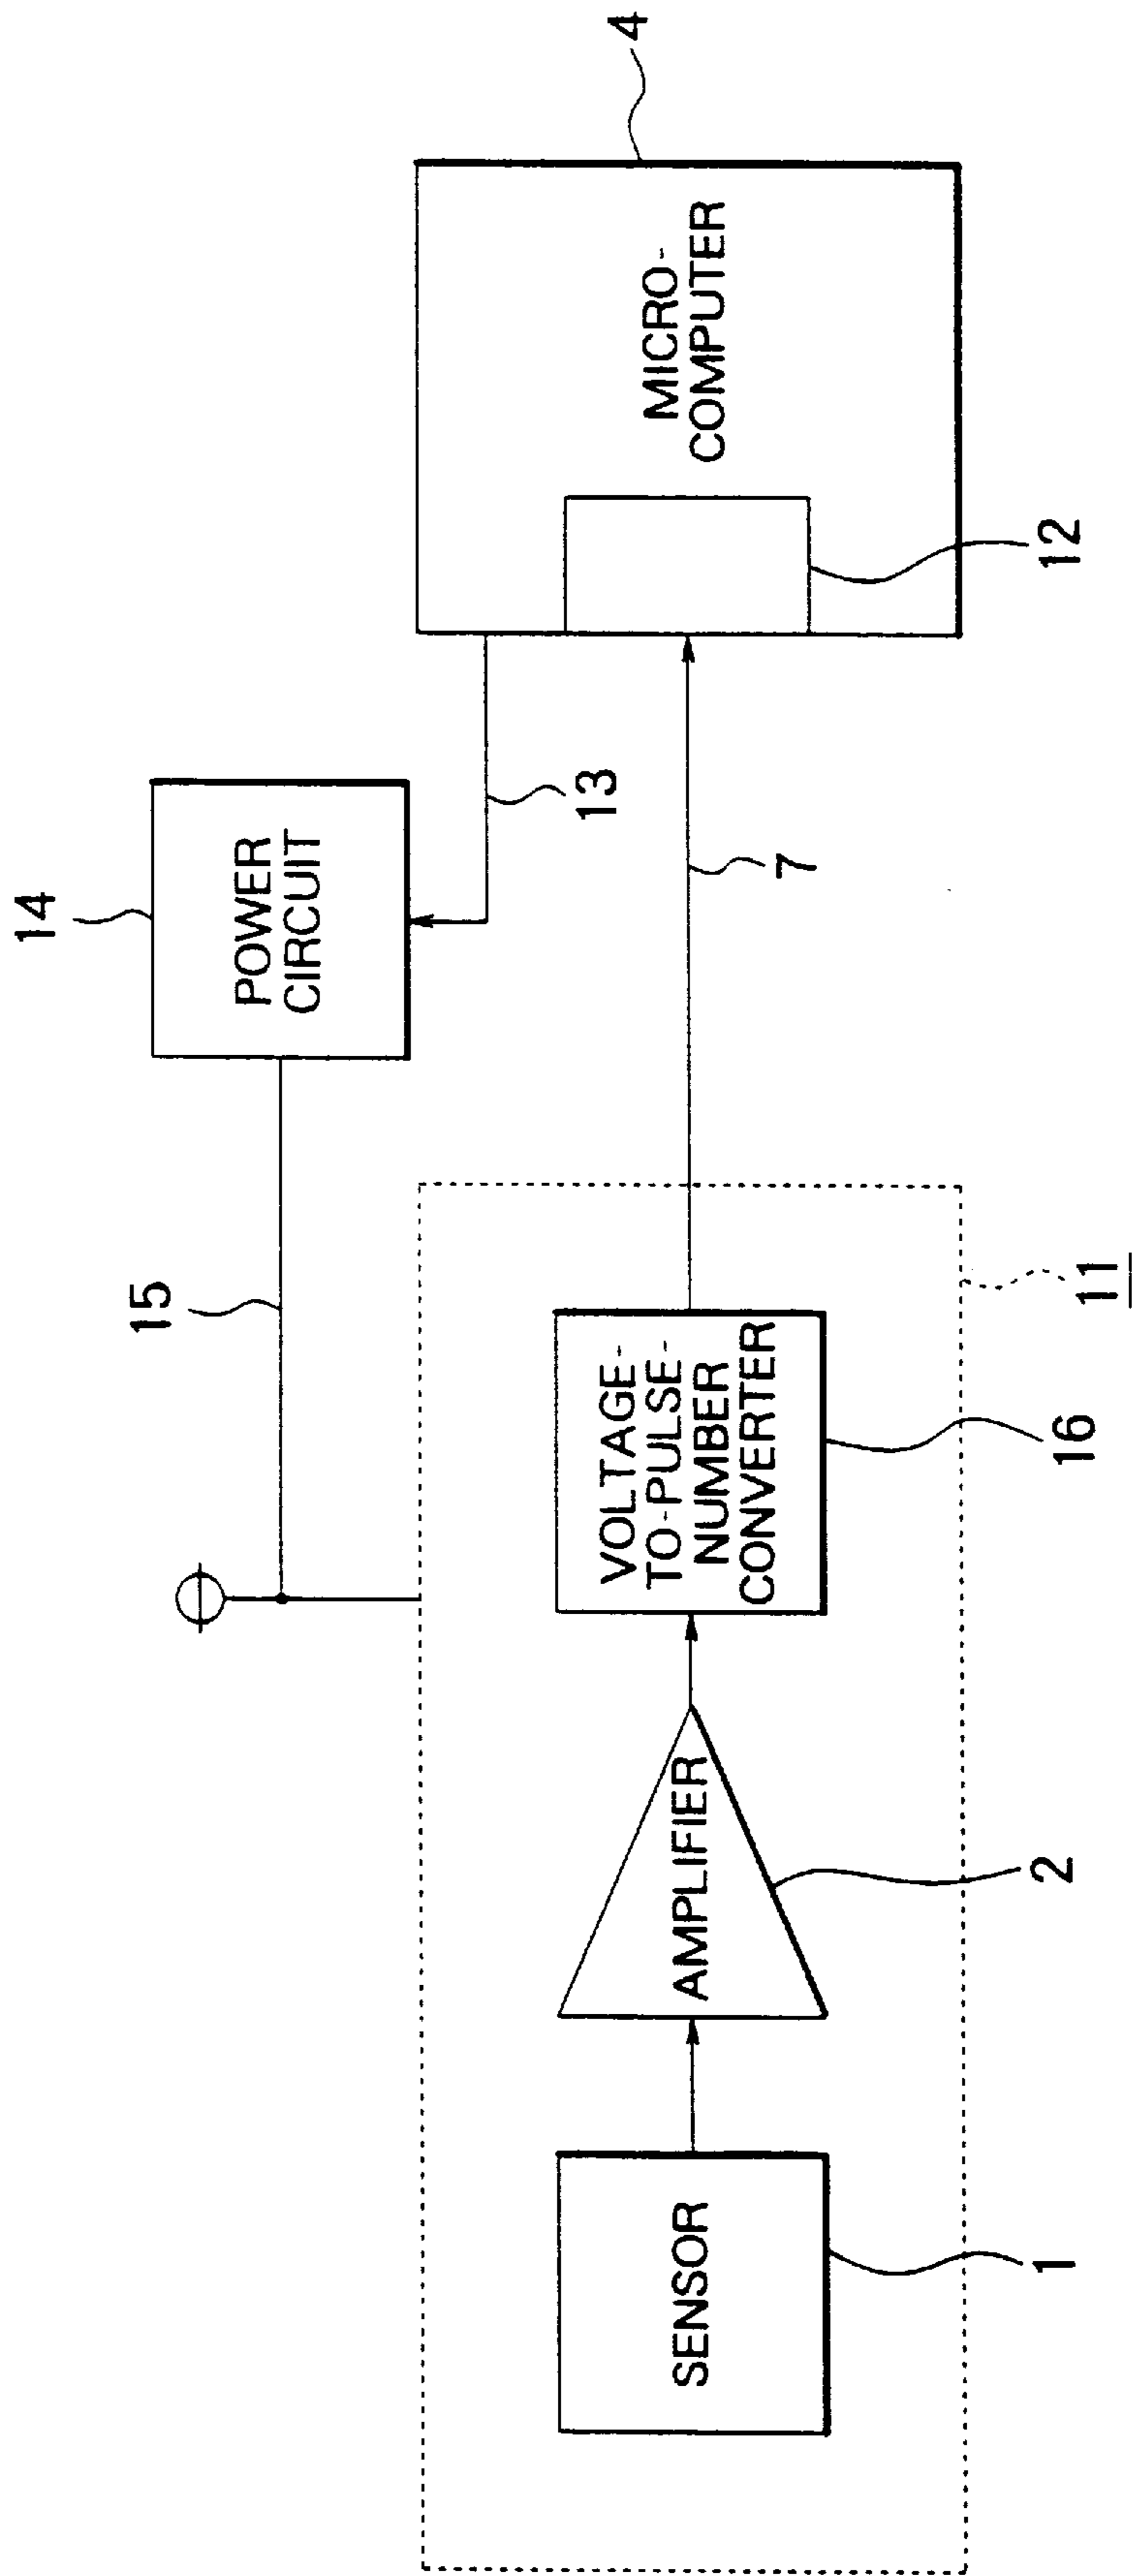 14
POWER
CIRCUIT
15
13
4
MICRO-
COMPUTER
12
7
VOLTAGE-
TO-PULSE-
NUMBER
CONVERTER
16
AMPLIFIER
2
SENSOR
1
11